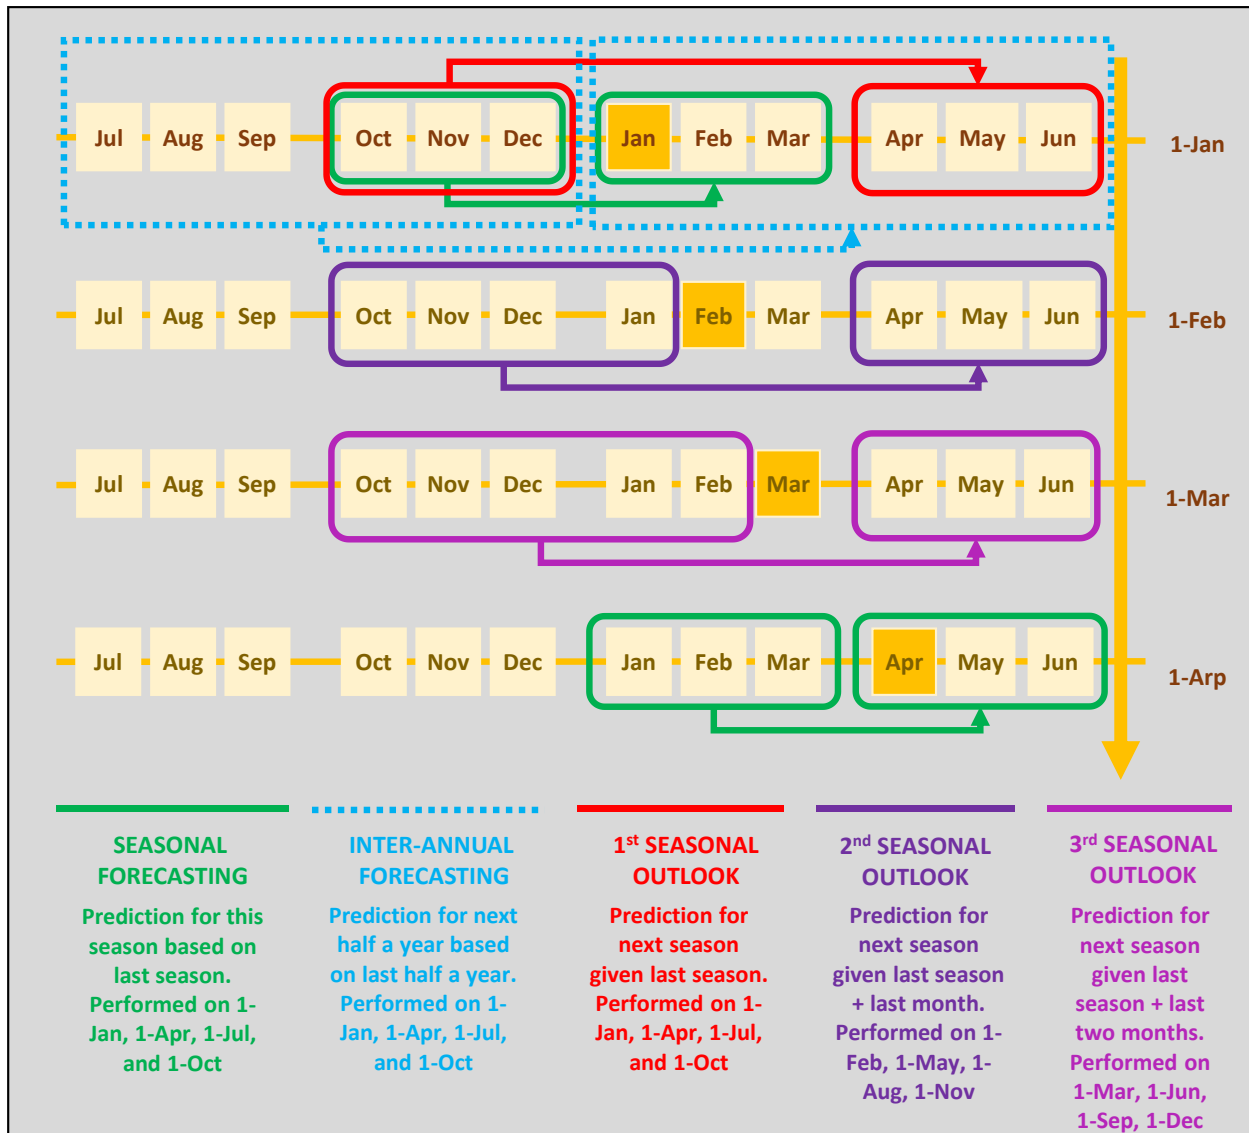 Jul Aug Sep Oct Nov Dec Jan Feb Mar Apr May Jun 1-Jan
Jul Aug Sep Oct Nov Dec Jan Feb Mar Apr May Jun 1-Feb
Jul Aug Sep Oct Nov Dec Jan Feb Mar Apr May Jun 1-Mar
Jul Aug Sep Oct Nov Dec Jan Feb Mar Apr May Jun 1-Arp
SEASONAL
FORECASTING
Prediction for this
season based on
last season.
Performed on 1-
Jan, 1-Apr, 1-Jul,
and 1-Oct
INTER-ANNUAL
FORECASTING
Prediction for next
half a year based
on last half a year.
Performed on 1-
Jan, 1-Apr, 1-Jul,
and 1-Oct
1st SEASONAL
OUTLOOK
Prediction for
next season
given last season.
Performed on 1-
Jan, 1-Apr, 1-Jul,
and 1-Oct
2nd SEASONAL
OUTLOOK
Prediction for
next season
given last season
+ last month.
Performed on 1-
Feb, 1-May, 1-
Aug, 1-Nov
3rd SEASONAL
OUTLOOK
Prediction for
next season
given last
season + last
two months.
Performed on
1-Mar, 1-Jun,
1-Sep, 1-Dec